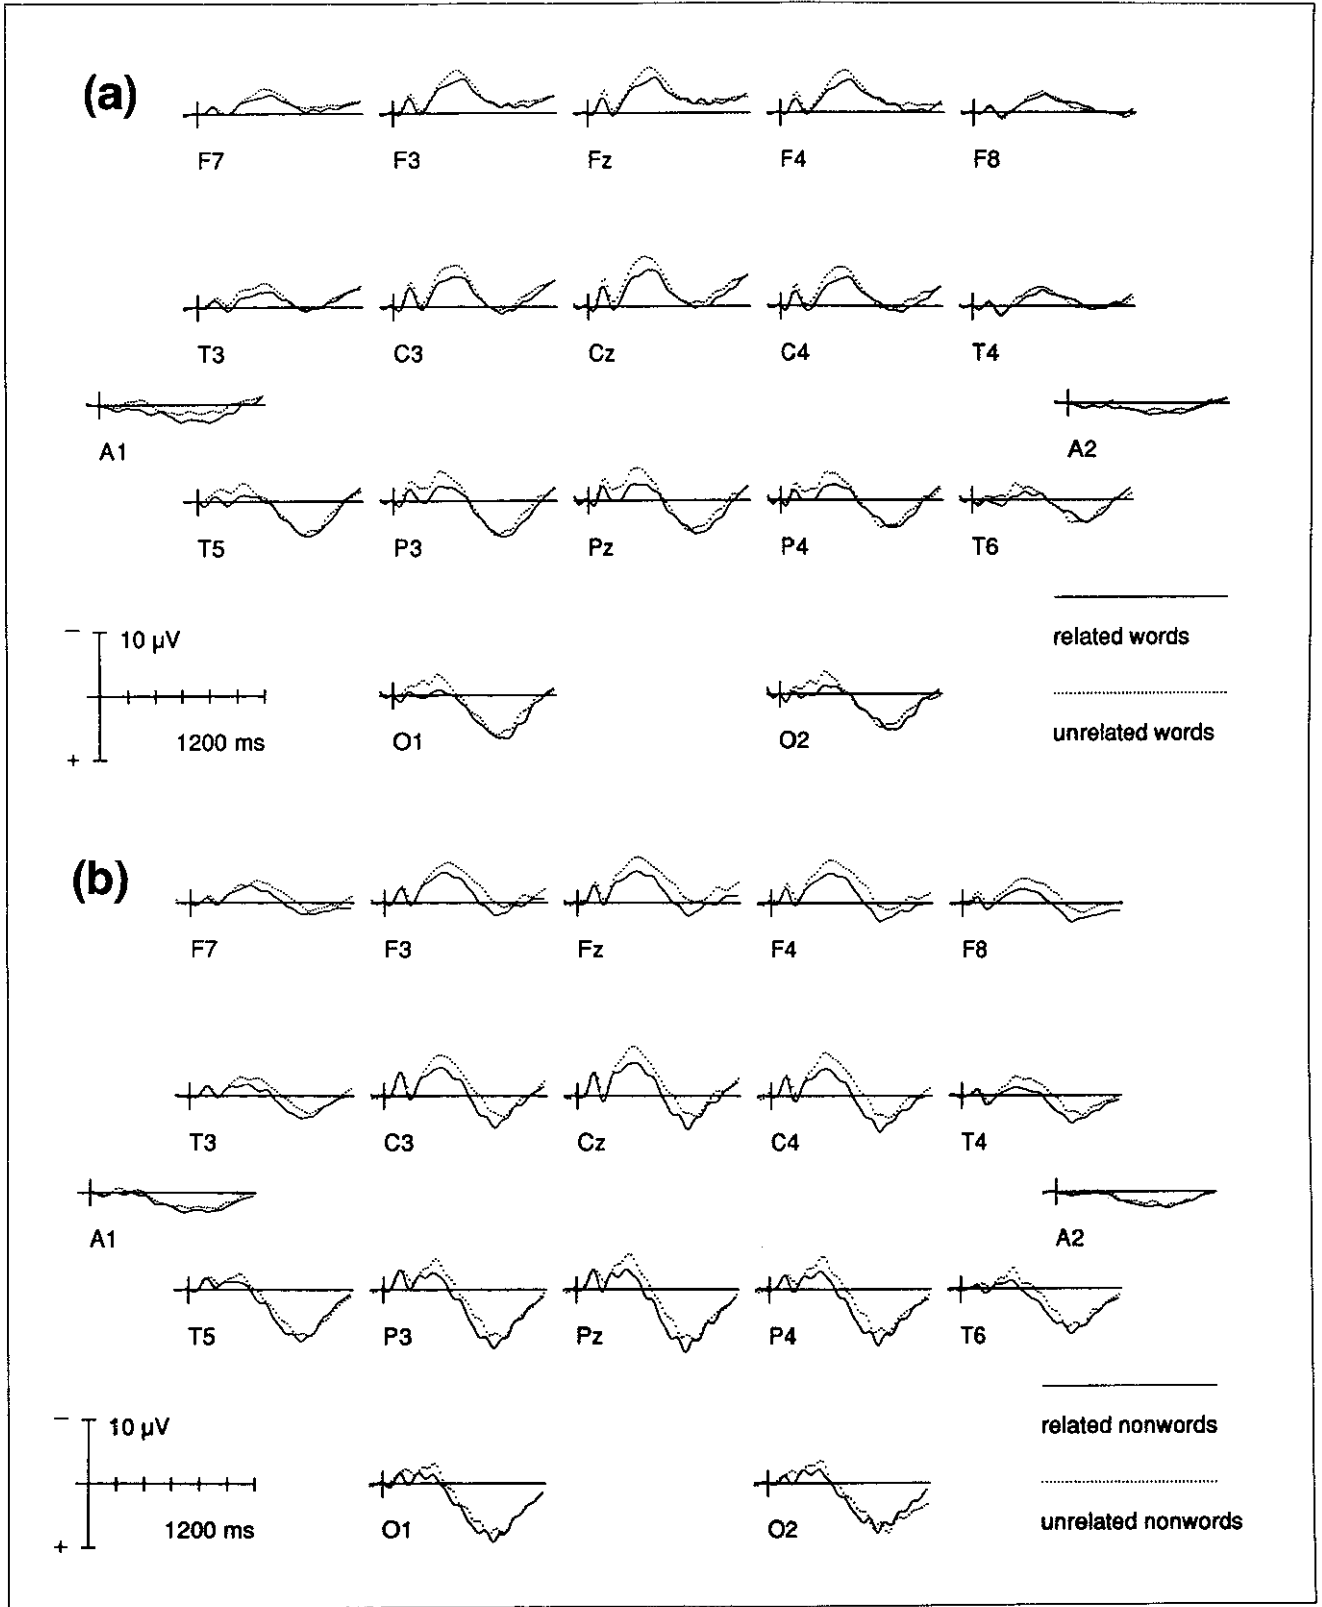 (a)
F7 F3 Fz F4 F8
T3 C3 Cz C4 T4
A1 A2
T5 P3 Pz P4 T6
− 10 µV
related words
1200 ms
+
O1 O2
unrelated words
(b)
F7 F3 Fz F4 F8
T3 C3 Cz C4 T4
A1 A2
T5 P3 Pz P4 T6
− 10 µV
related nonwords
1200 ms
+
O1 O2
unrelated nonwords